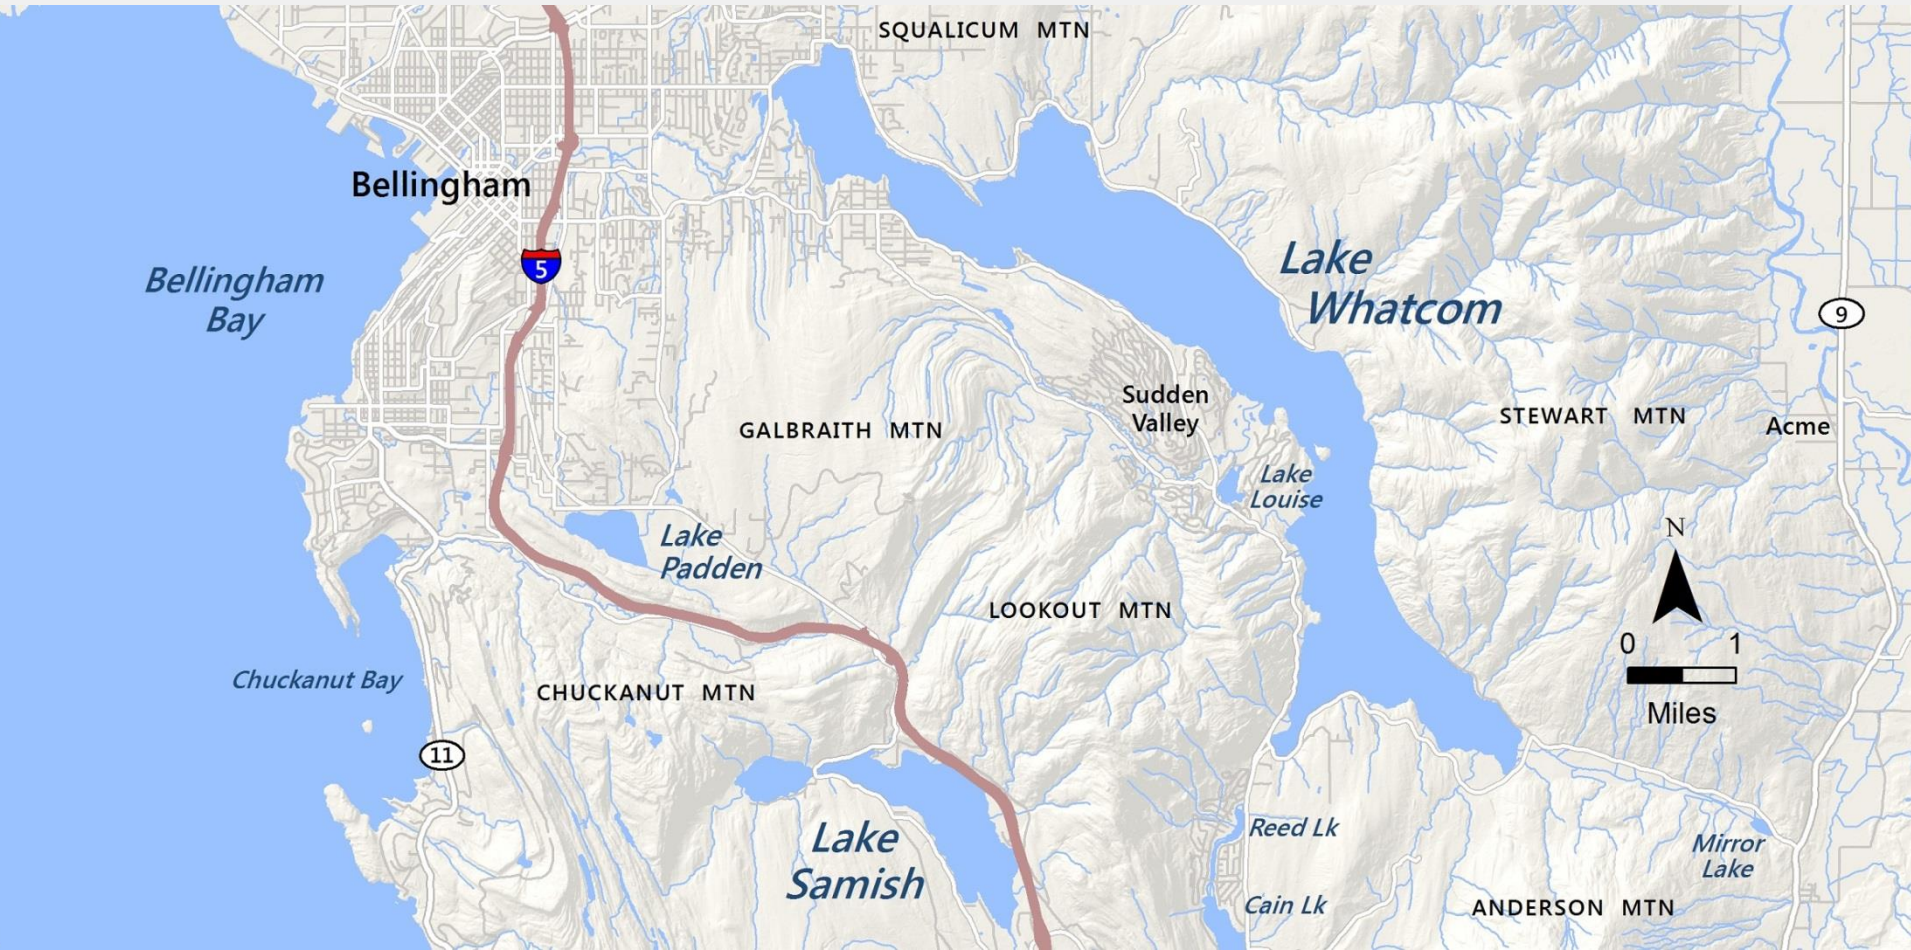 SQUALICUM MTN
Bellingham
5
Bellingham
Bay
Lake
Whatcom
9
Sudden
Valley
GALBRAITH MTN
STEWART MTN
Acme
Lake
Louise
Lake
Padden
N
LOOKOUT MTN
0 1
Miles
Chuckanut Bay
CHUCKANUT MTN
11
Lake
Samish
Reed Lk
Mirror
Lake
Cain Lk
ANDERSON MTN